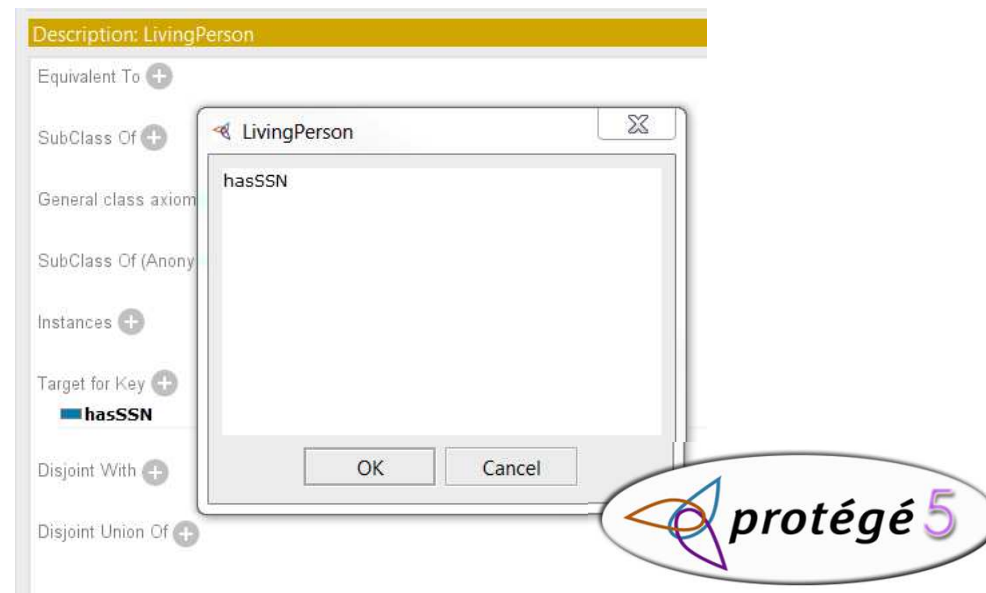 Description: LivingPerson
Equivalent To
SubClass Of
LivingPerson
hasSSN
General class axiom
SubClass Of (Anony
Instances
Target for Key
hasSSN
OK Cancel
Disjoint With
Disjoint Union Of
protégé 5